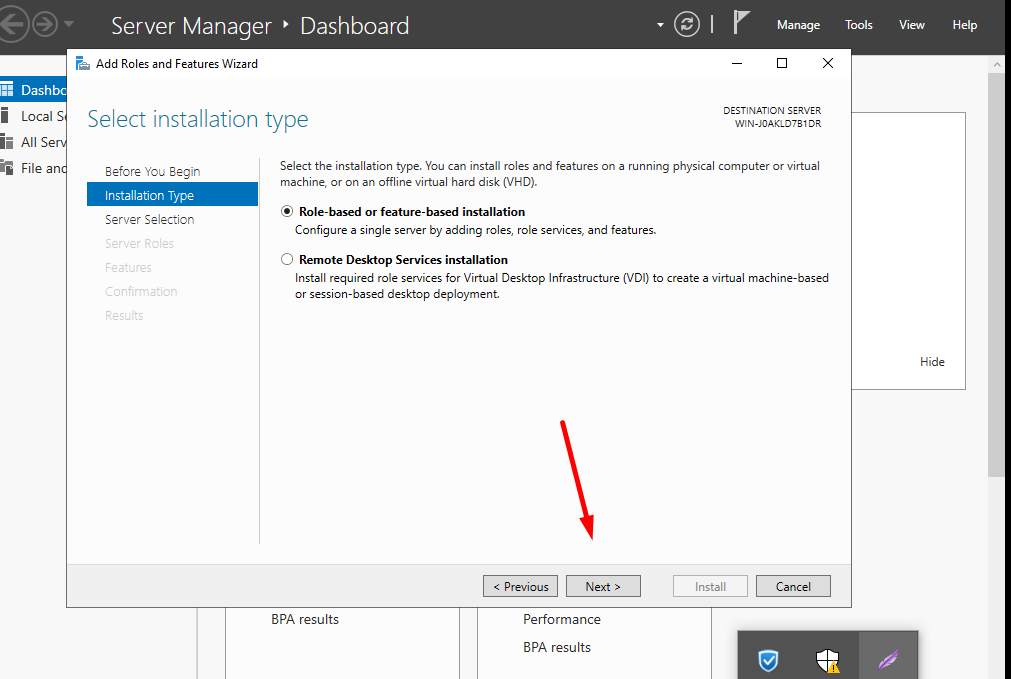 Server Manager ‣ Dashboard
Manage
Tools
View
Help
Add Roles and Features Wizard
Dashbo
Local Se
All Serv
File and
Select installation type
DESTINATION SERVER
WIN-J0AKLD7B1DR
Before You Begin
Installation Type
Server Selection
Server Roles
Features
Confirmation
Results
Select the installation type. You can install roles and features on a running physical computer or virtual
machine, or on an offline virtual hard disk (VHD).
Role-based or feature-based installation
Configure a single server by adding roles, role services, and features.
Remote Desktop Services installation
Install required role services for Virtual Desktop Infrastructure (VDI) to create a virtual machine-based
or session-based desktop deployment.
Hide
< Previous
Next >
Install
Cancel
BPA results
Performance
BPA results